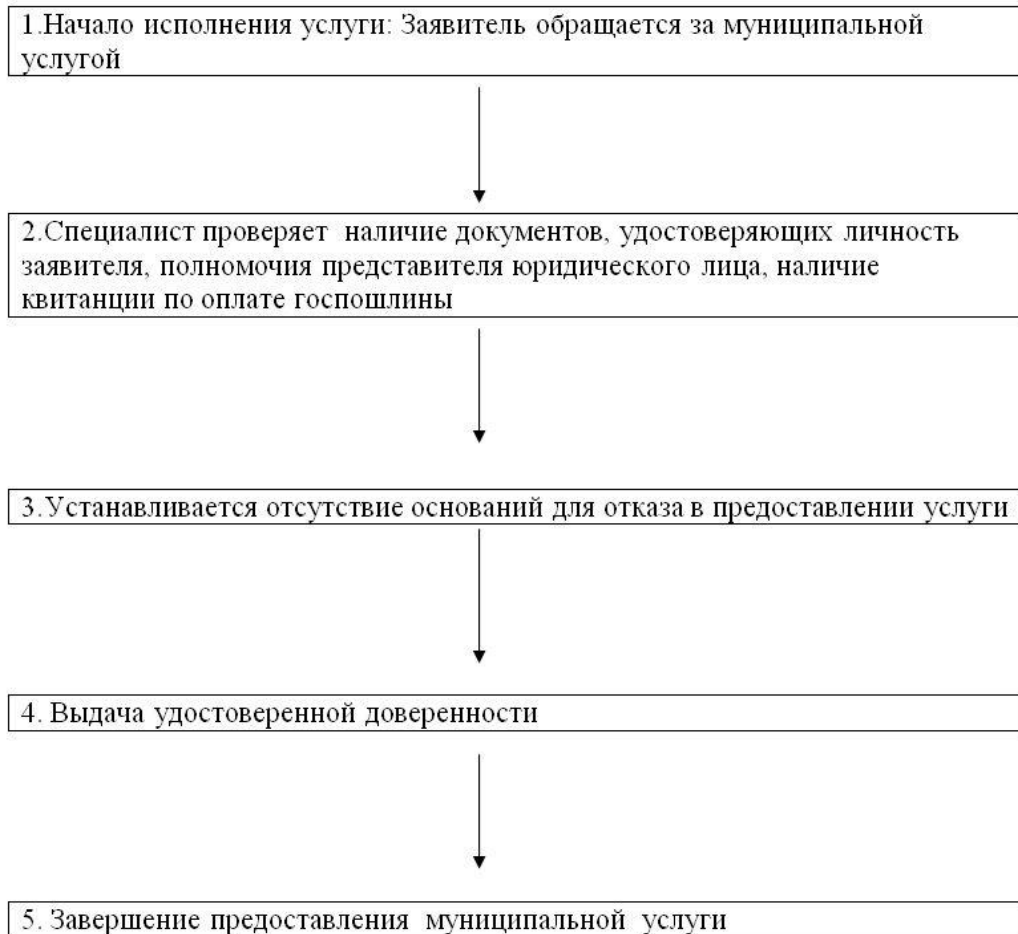 1.Начало исполнения услуги: Заявитель обращается за муниципальной
услугой
2.Специалист проверяет наличие документов, удостоверяющих личность
заявителя, полномочия представителя юридического лица, наличие
квитанции по оплате госпошлины
3.Устанавливается отсутствие оснований для отказа в предоставлении услуги
4. Выдача удостоверенной доверенности
5. Завершение предоставления муниципальной услуги